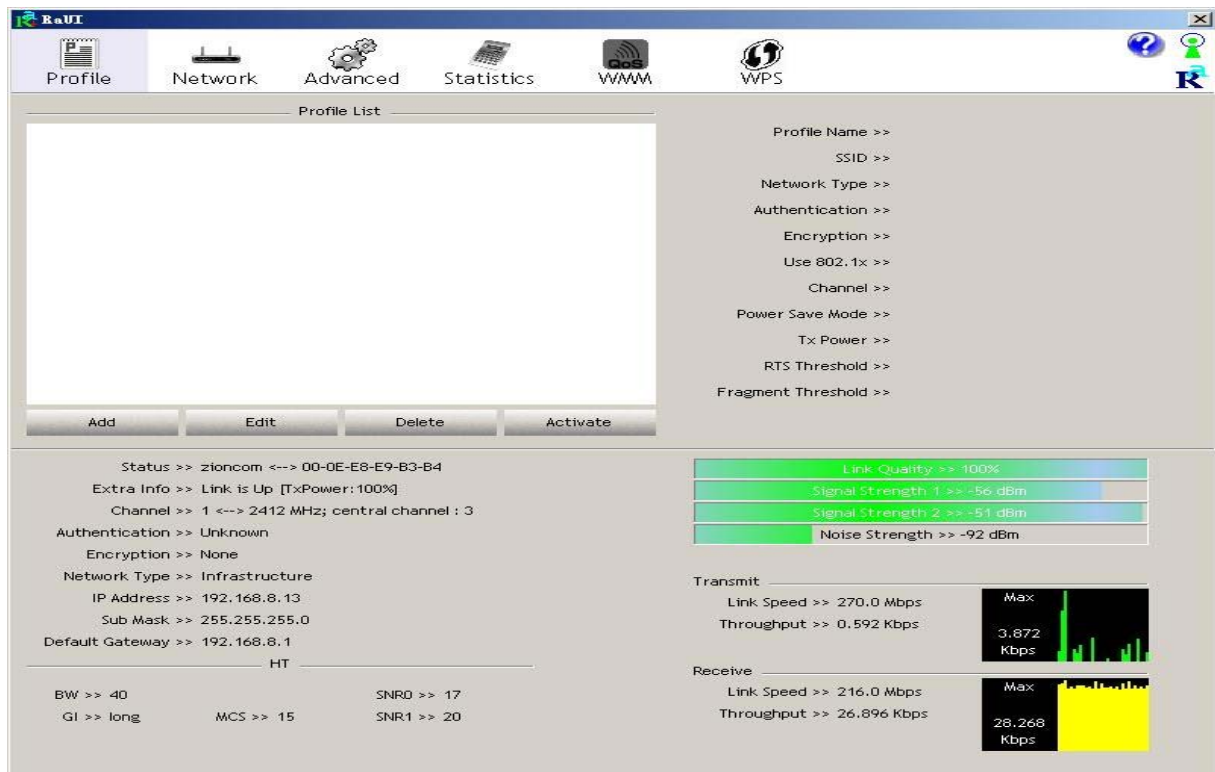 RaUI
Profile
Network
Advanced
Statistics
QoS
WMM
WPS
Profile List
Add
Edit
Delete
Activate
Profile Name >>
SSID >>
Network Type >>
Authentication >>
Encryption >>
Use 802.1x >>
Channel >>
Power Save Mode >>
Tx Power >>
RTS Threshold >>
Fragment Threshold >>
Status >> zioncom <--> 00-0E-E8-E9-B3-B4
Extra Info >> Link is Up [TxPower:100%]
Channel >> 1 <--> 2412 MHz; central channel : 3
Authentication >> Unknown
Encryption >> None
Network Type >> Infrastructure
IP Address >> 192.168.8.13
Sub Mask >> 255.255.255.0
Default Gateway >> 192.168.8.1
HT
BW >> 40
SNR0 >> 17
GI >> long
MCS >> 15
SNR1 >> 20
Link Quality >> 100%
Signal Strength 1 >> -56 dBm
Signal Strength 2 >> -51 dBm
Noise Strength >> -92 dBm
Transmit
Link Speed >> 270.0 Mbps
Throughput >> 0.592 Kbps
Max
3.872
Kbps
Receive
Link Speed >> 216.0 Mbps
Throughput >> 26.896 Kbps
Max
28.268
Kbps